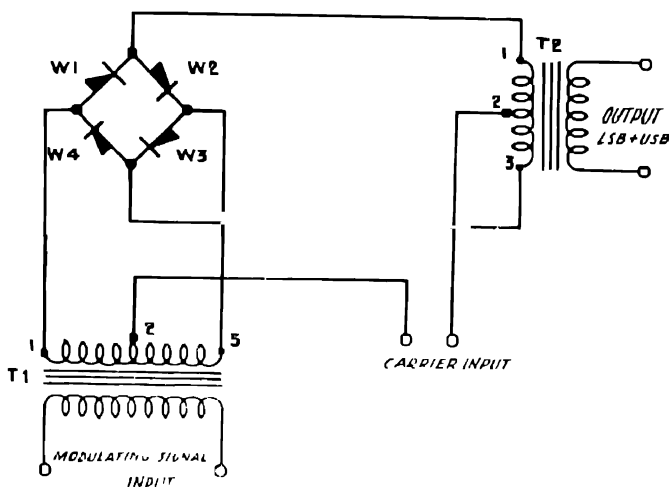 W1
W2
W4
W3
1
T2
2
3
OUTPUT
LSB+USB
1
2
5
T1
CARRIER INPUT
MODULATING SIGNAL
INPUT